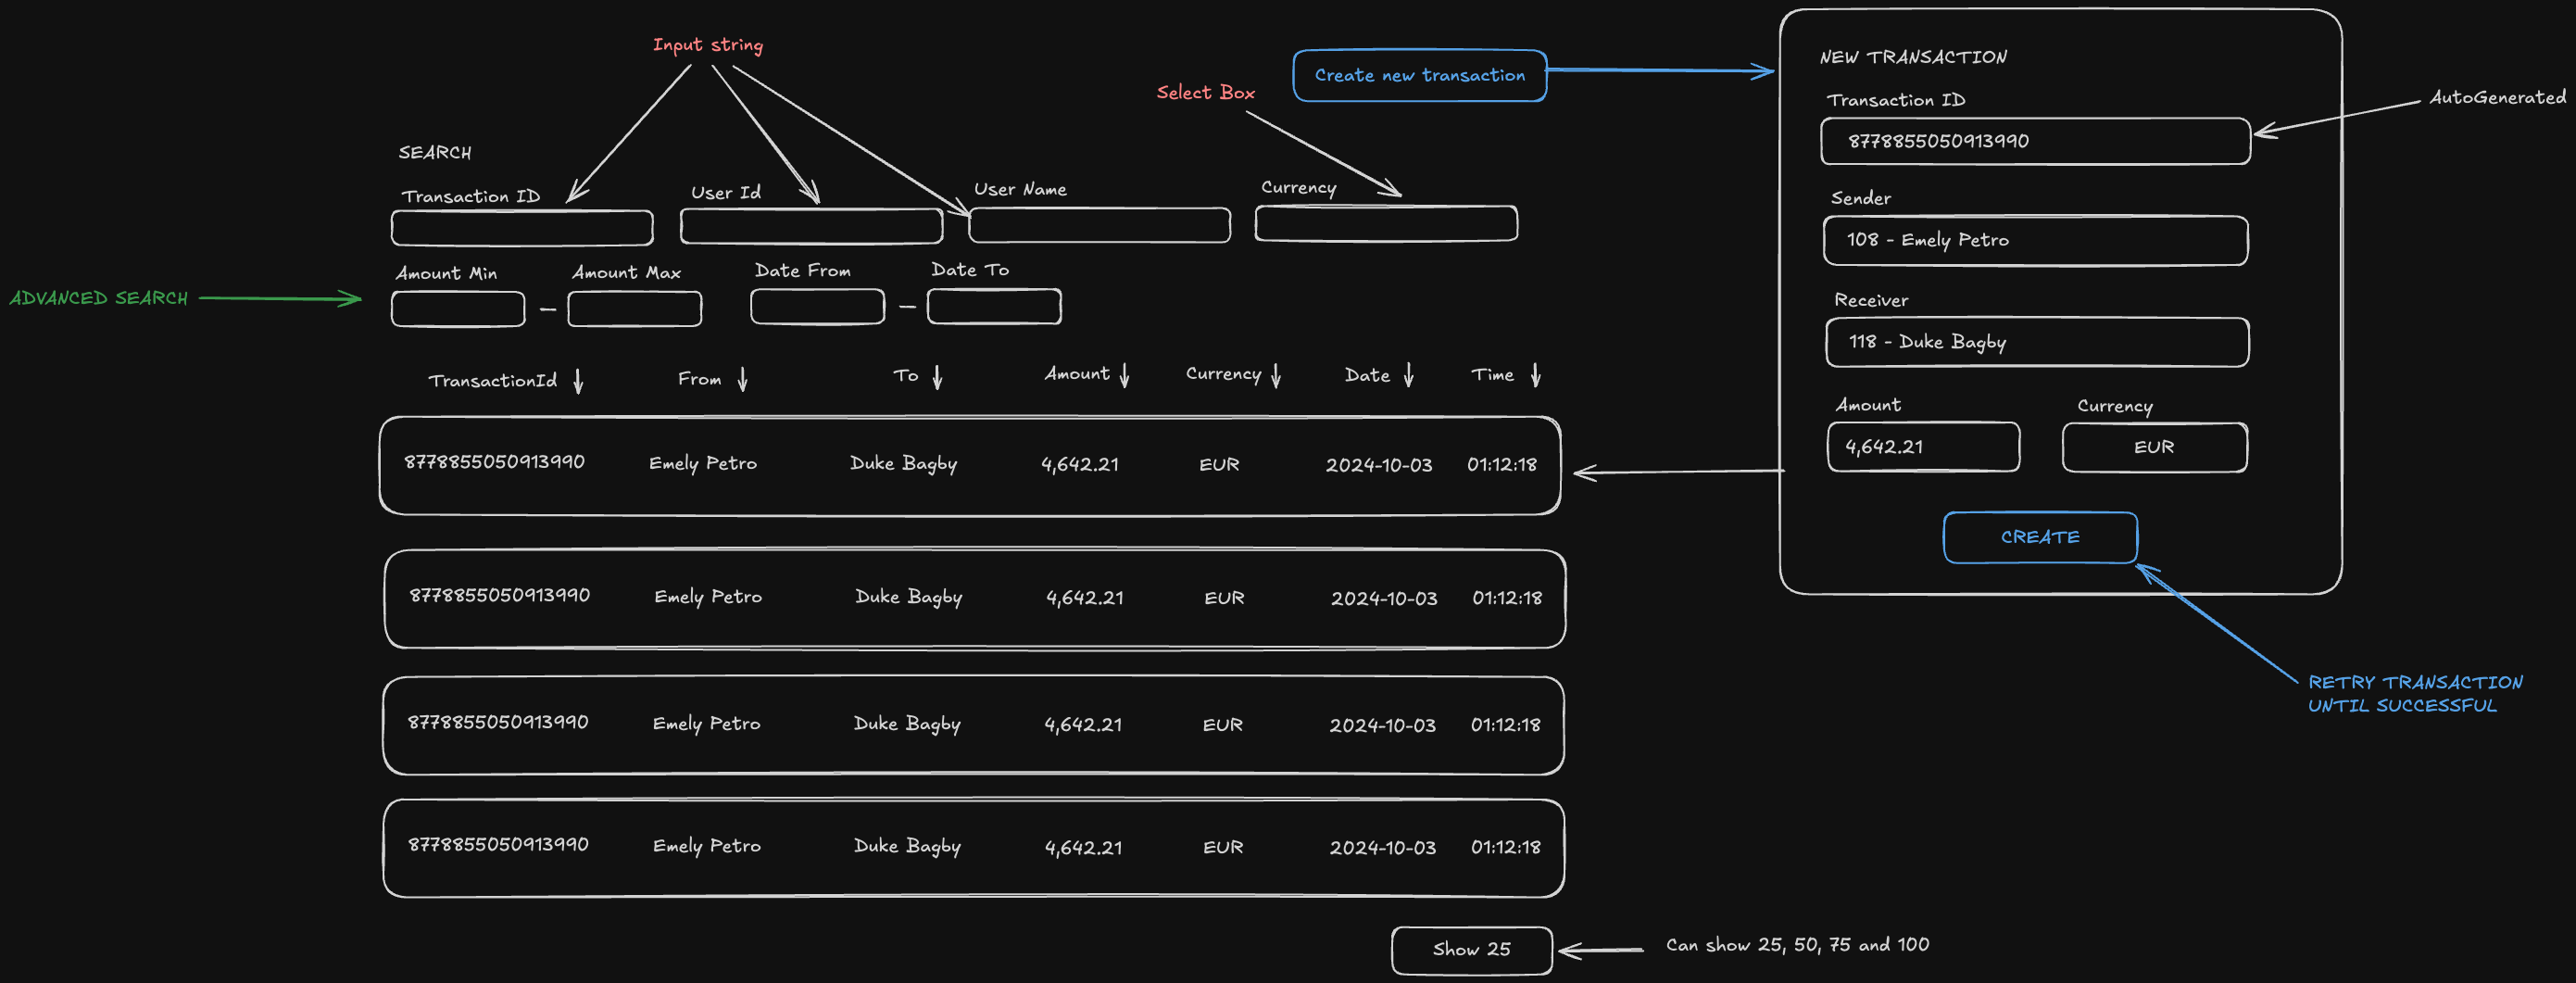 Input string
Select Box
Create new transaction
SEARCH
Transaction ID
User Id
User Name
Currency
ADVANCED SEARCH
Amount Min
Amount Max
Date From
Date To
TransactionId
From
To
Amount
Currency
Date
Time
8778855050913990 Emely Petro Duke Bagby 4,642.21 EUR 2024-10-03 01:12:18
8778855050913990 Emely Petro Duke Bagby 4,642.21 EUR 2024-10-03 01:12:18
8778855050913990 Emely Petro Duke Bagby 4,642.21 EUR 2024-10-03 01:12:18
8778855050913990 Emely Petro Duke Bagby 4,642.21 EUR 2024-10-03 01:12:18
Show 25
Can show 25, 50, 75 and 100
NEW TRANSACTION
Transaction ID
8778855050913990
AutoGenerated
Sender
108 - Emely Petro
Receiver
118 - Duke Bagby
Amount
4,642.21
Currency
EUR
CREATE
RETRY TRANSACTION
UNTIL SUCCESSFUL